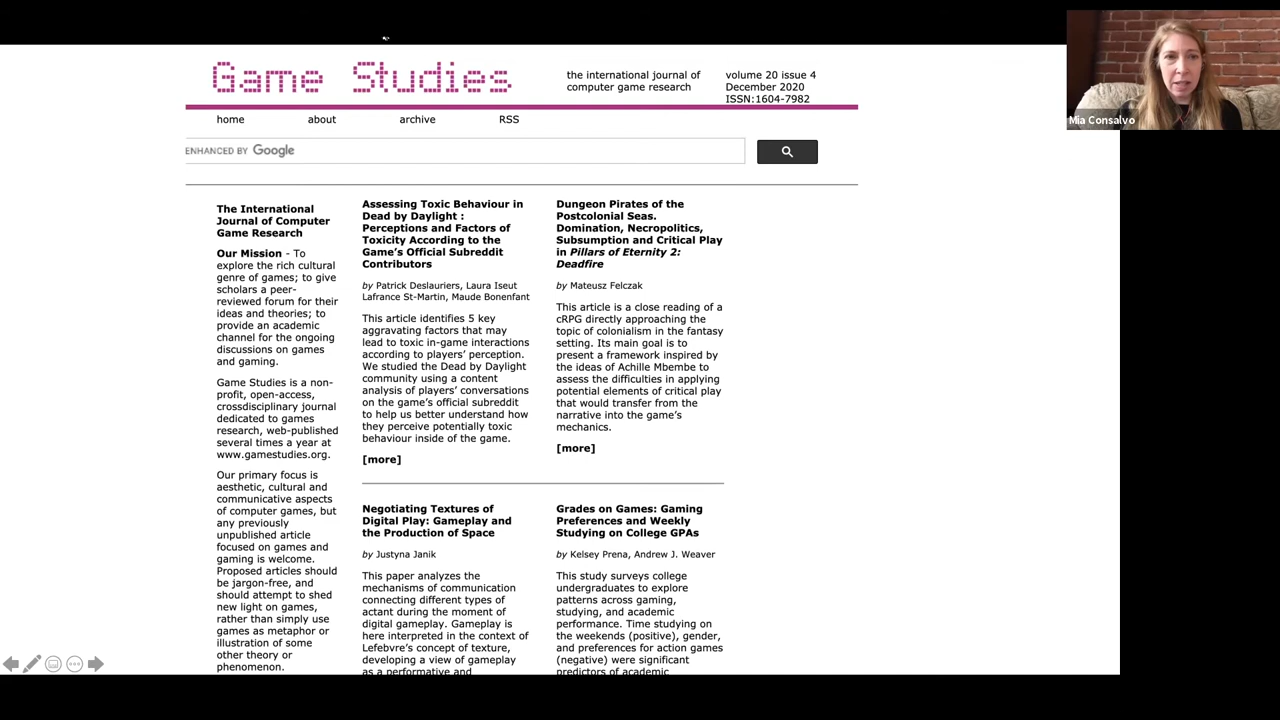 Game Studies
the international journal of
computer game research
volume 20 issue 4
December 2020
ISSN:1604-7982
home
about
archive
RSS
ENHANCED BY Google
Mia Consalvo
The International
Journal of Computer
Game Research
Our Mission - To
explore the rich cultural
genre of games; to give
scholars a peer-
reviewed forum for their
ideas and theories; to
provide an academic
channel for the ongoing
discussions on games
and gaming.
Game Studies is a non-
profit, open-access,
crossdisciplinary journal
dedicated to games
research, web-published
several times a year at
www.gamestudies.org.
Our primary focus is
aesthetic, cultural and
communicative aspects
of computer games, but
any previously
unpublished article
focused on games and
gaming is welcome.
Proposed articles should
be jargon-free, and
should attempt to shed
new light on games,
rather than simply use
games as metaphor or
illustration of some
other theory or
phenomenon.
Assessing Toxic Behaviour in
Dead by Daylight :
Perceptions and Factors of
Toxicity According to the
Game's Official Subreddit
Contributors
by Patrick Deslauriers, Laura Iseut
Lafrance St-Martin, Maude Bonenfant
This article identifies 5 key
aggravating factors that may
lead to toxic in-game interactions
according to players' perception.
We studied the Dead by Daylight
community using a content
analysis of players' conversations
on the game's official subreddit
to help us better understand how
they perceive potentially toxic
behaviour inside of the game.
[more]
Dungeon Pirates of the
Postcolonial Seas.
Domination, Necropolitics,
Subsumption and Critical Play
in Pillars of Eternity 2:
Deadfire
by Mateusz Felczak
This article is a close reading of a
cRPG directly approaching the
topic of colonialism in the fantasy
setting. Its main goal is to
present a framework inspired by
the ideas of Achille Mbembe to
assess the difficulties in applying
potential elements of critical play
that would transfer from the
narrative into the game's
mechanics.
[more]
Negotiating Textures of
Digital Play: Gameplay and
the Production of Space
by Justyna Janik
This paper analyzes the
mechanisms of communication
connecting different types of
actant during the moment of
digital gameplay. Gameplay is
here interpreted in the context of
Lefebvre's concept of texture,
developing a view of gameplay
as a performative and
Grades on Games: Gaming
Preferences and Weekly
Studying on College GPAs
by Kelsey Prena, Andrew J. Weaver
This study surveys college
undergraduates to explore
patterns across gaming,
studying, and academic
performance. Time studying on
the weekends (positive), gender,
and preferences for action games
(negative) were significant
predictors of academic